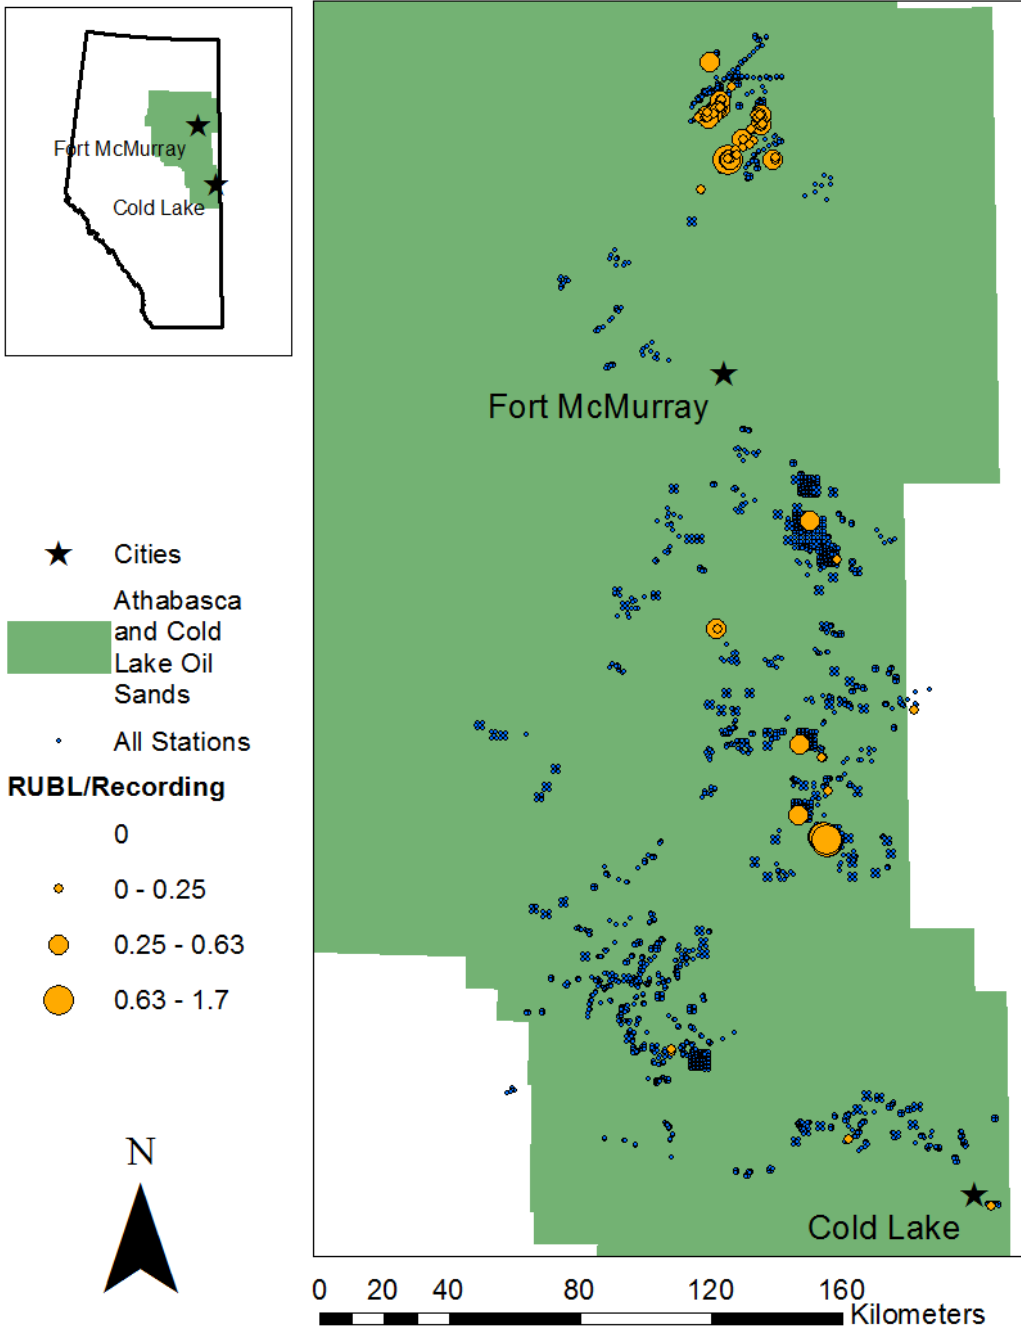 Fort McMurray
Cold Lake
Fort McMurray
Cities
Athabasca
and Cold
Lake Oil
Sands
All Stations
RUBL/Recording
0
0 - 0.25
0.25 - 0.63
0.63 - 1.7
N
Cold Lake
0 20 40 80 120 160
Kilometers